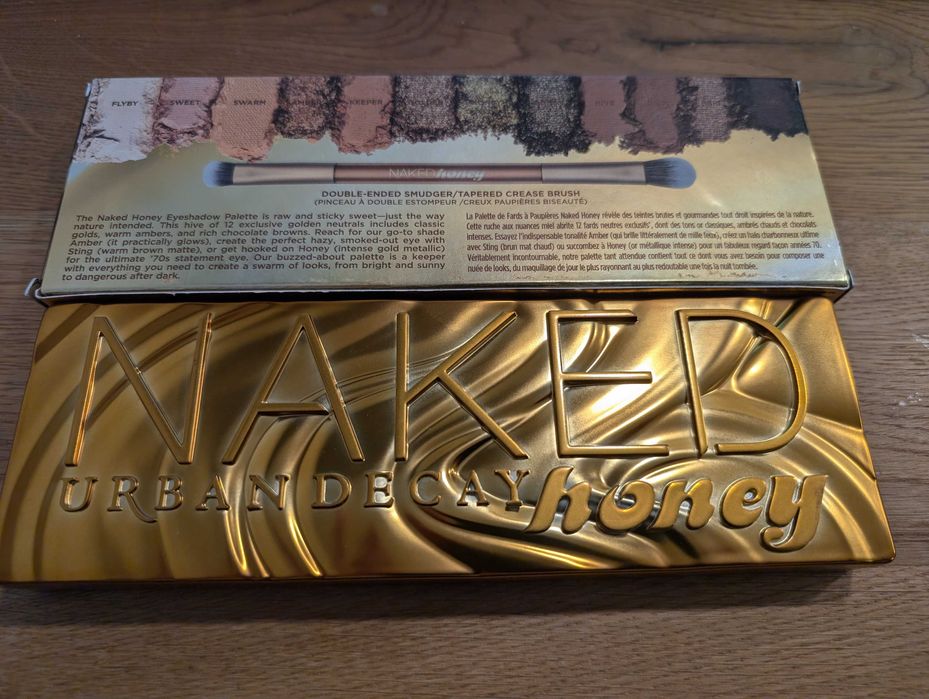 FLYBY SWEET SWARM AMBER KEEPER HIVE
NAKED honey
DOUBLE-ENDED SMUDGER/TAPERED CREASE BRUSH
(PINCEAU À DOUBLE ESTOMPEUR /CREUX PAUPIÈRES BISEAUTÉ)
The Naked Honey Eyeshadow Palette is raw and sticky sweet—just the way
nature intended. This hive of 12 exclusive golden neutrals includes classic
golds, warm ambers, and rich chocolate browns. Reach for our go-to shade
Amber (it practically glows), create the perfect hazy, smoked-out eye with
Sting (warm brown matte), or get hooked on Honey (intense gold metallic)
for the ultimate '70s statement eye. Our buzzed-about palette is a keeper
with everything you need to create a swarm of looks, from bright and sunny
to dangerous after dark.
La Palette de Fards à Paupières Naked Honey révèle des teintes brutes et gourmandes tout droit inspirées de la nature.
Cette ruche aux nuances miel abrite 12 fards neutres exclusifs*, dont des tons or classiques, ambrés chauds et chocolats
intenses. Essayez l'indispensable tonalité Amber (qui brille littéralement de mille feux), créez un halo charbonneux ultime
avec Sting (brun mat chaud) ou succombez à Honey (or métallique intense) pour un fabuleux regard façon années 70.
Véritablement incontournable, notre palette tant attendue contient tout ce dont vous avez besoin pour composer une
nuée de looks, du maquillage de jour le plus rayonnant au plus redoutable une fois la nuit tombée.
NAKED
URBAN DECAY honey